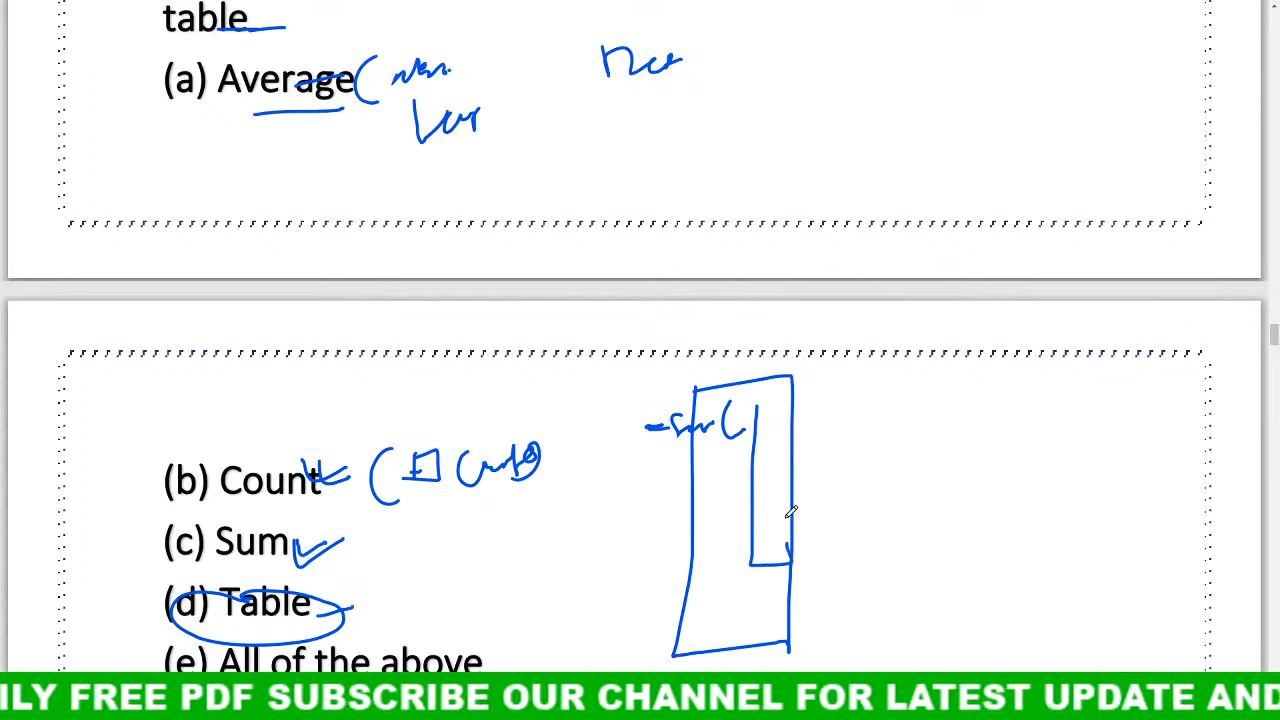 table
(a) Average
(b) Count
(c) Sum
(d) Table
(e) All of the above
ILY FREE PDF SUBSCRIBE OUR CHANNEL FOR LATEST UPDATE AND